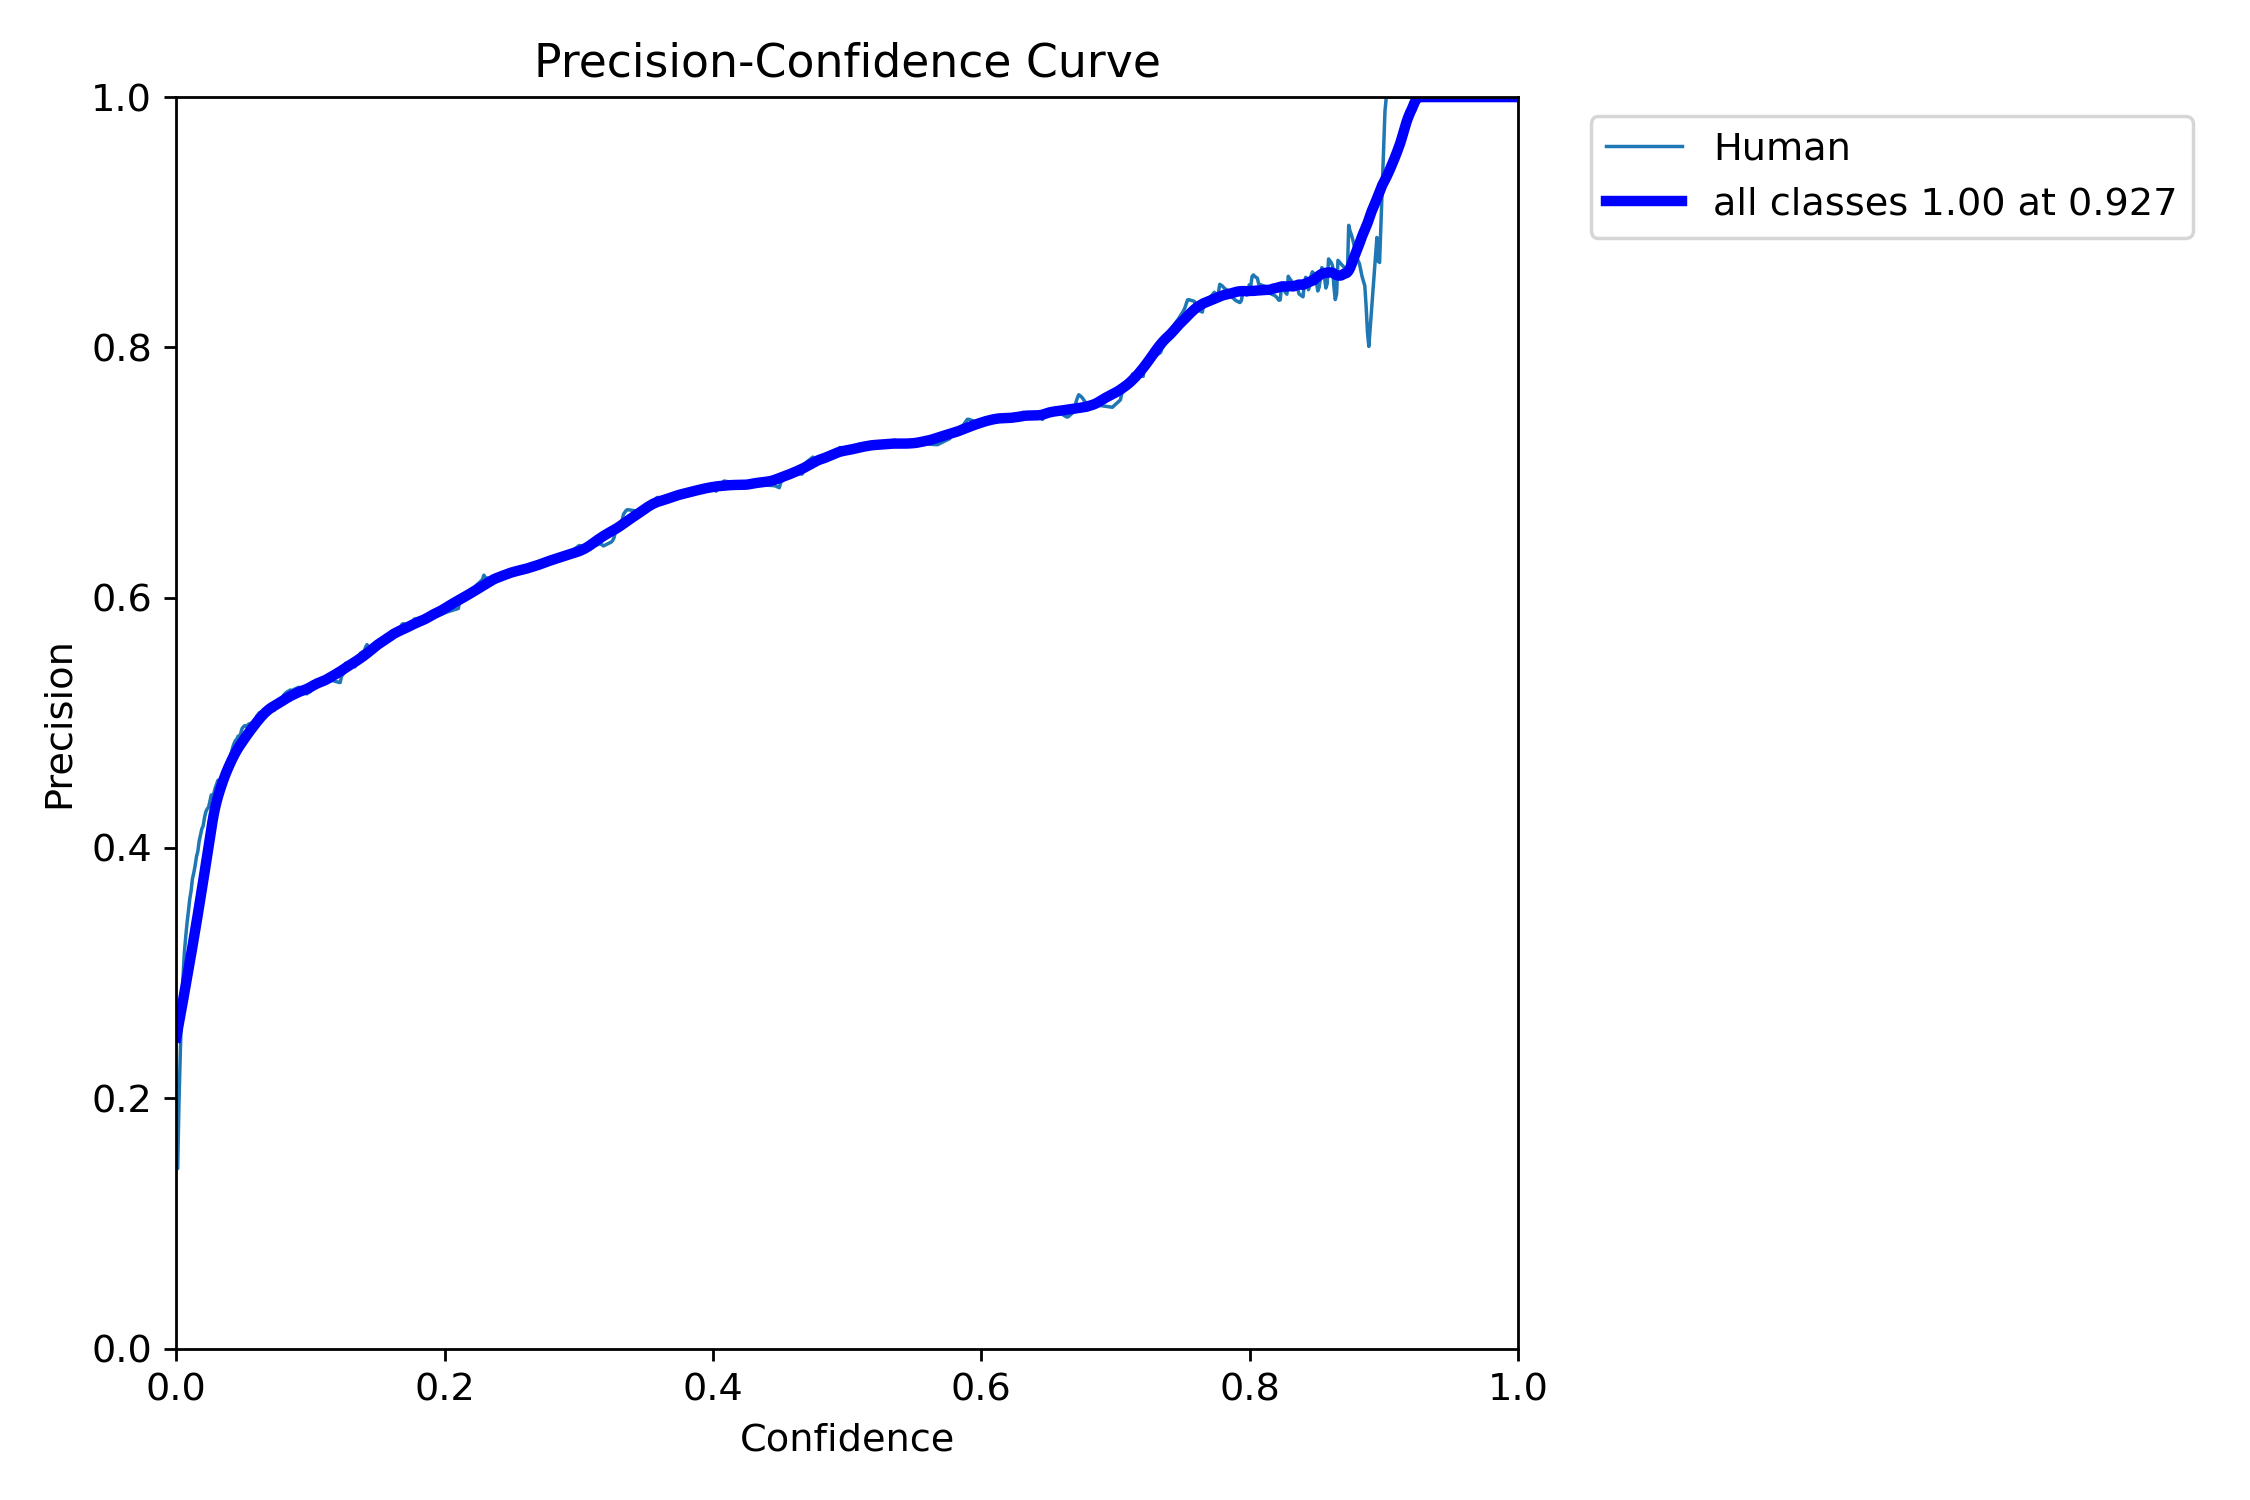 Precision-Confidence Curve
Human
all classes 1.00 at 0.927
Precision
1.0
0.8
0.6
0.4
0.2
0.0
0.0 0.2 0.4 0.6 0.8 1.0
Confidence